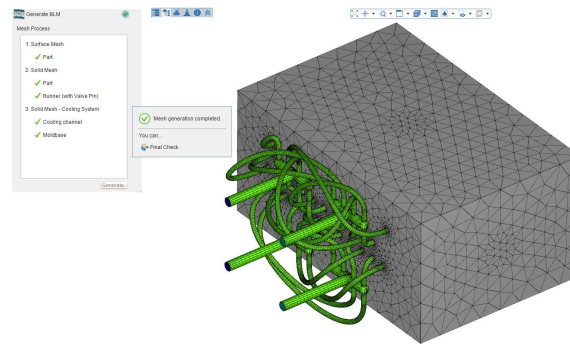 Generate BLM
Mesh Process
1. Surface Mesh
Part
2. Solid Mesh
Part
Runner (with Valve Pin)
3. Solid Mesh - Cooling System
Cooling channel
Moldbase
Generate
Mesh generation completed.
You can...
Final Check